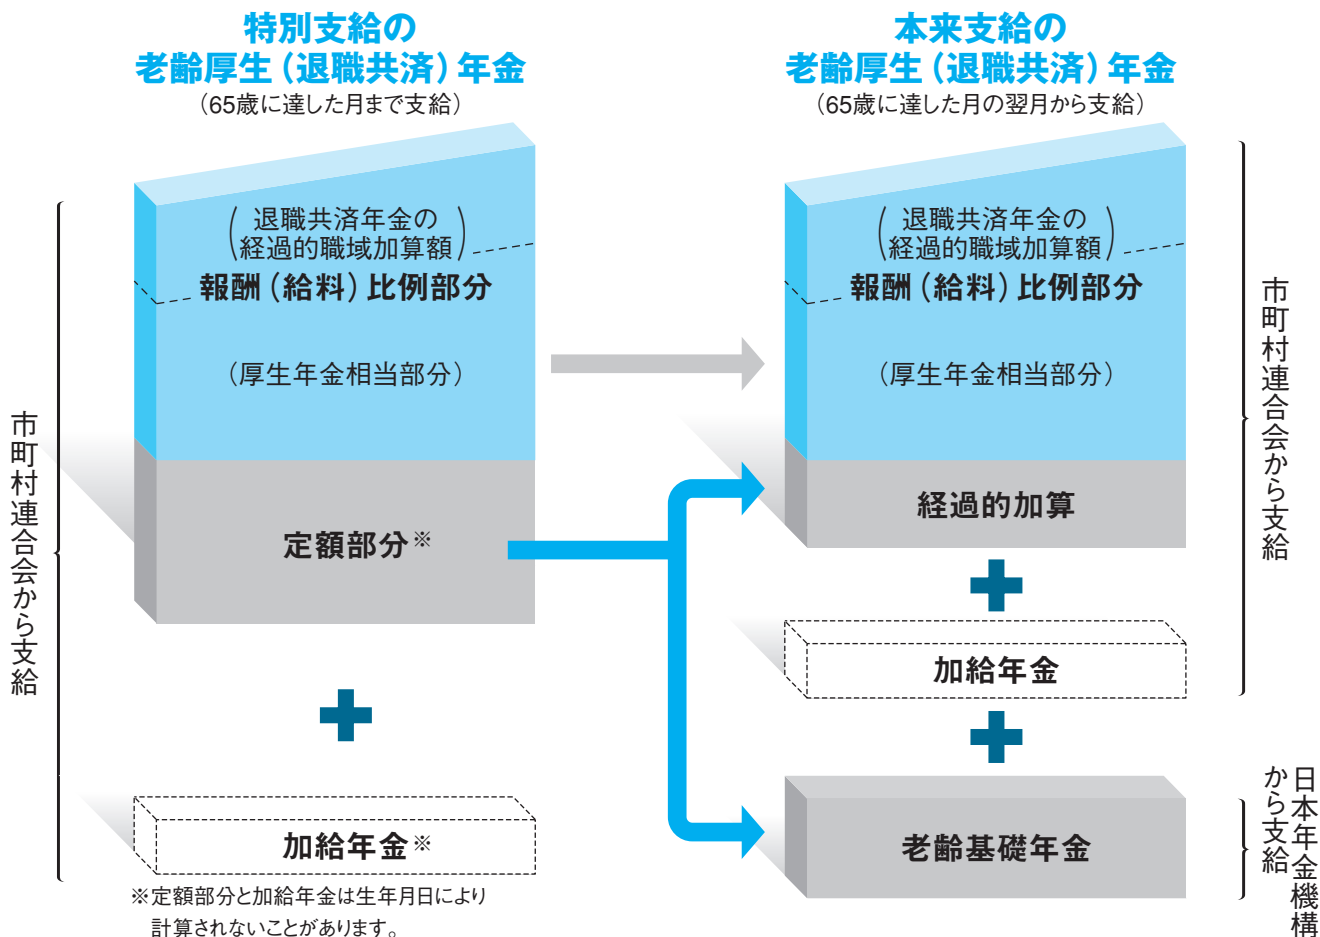 特別支給の
老齢厚生(退職共済)年金
(65歳に達した月まで支給)
市町村連合会から支給
退職共済年金の
経過的職域加算額
報酬(給料)比例部分
(厚生年金相当部分)
定額部分※
加給年金※
※定額部分と加給年金は生年月日により
計算されないことがあります。
本来支給の
老齢厚生(退職共済)年金
(65歳に達した月の翌月から支給)
退職共済年金の
経過的職域加算額
報酬(給料)比例部分
(厚生年金相当部分)
経過的加算
加給年金
市町村連合会から支給
老齢基礎年金
日本年金機構
から支給